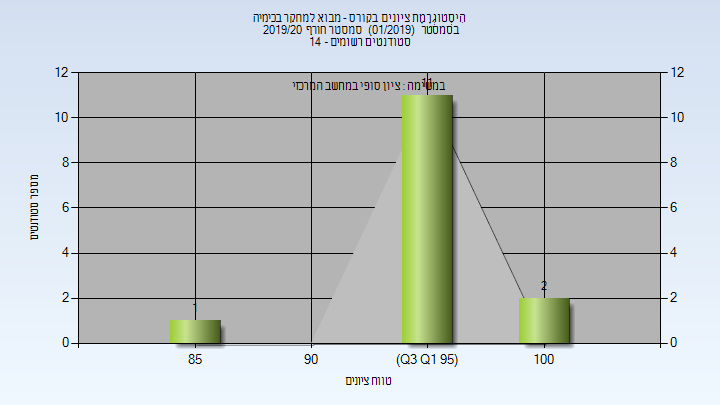 היסטוגרמת ציונים בקורס - מבוא למחקר בכימיה
בסמסטר (01/2019) סמסטר חורף 2019/20
סטודנטים רשומים - 14
במשימה : ציון סופי במחשב המרכזי
12
10
8
6
4
2
0
12
10
8
6
4
2
0
1
11
2
85
90
(Q3 Q1 95)
100
מספר סטודנטים
טווח ציונים